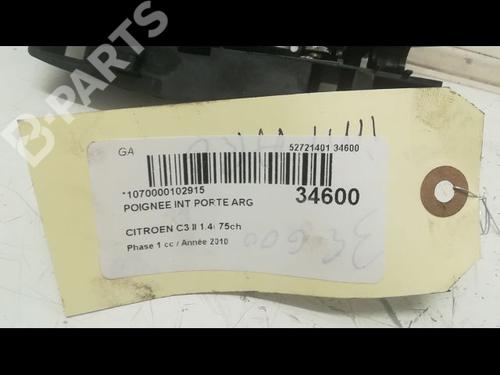 B-PARTS
GA
52721401 34600
*1070000102915
34600
POIGNEE INT PORTE ARG
CITROEN C3 II 1.4i 75ch
Phase 1 cc / Année 2010
34600